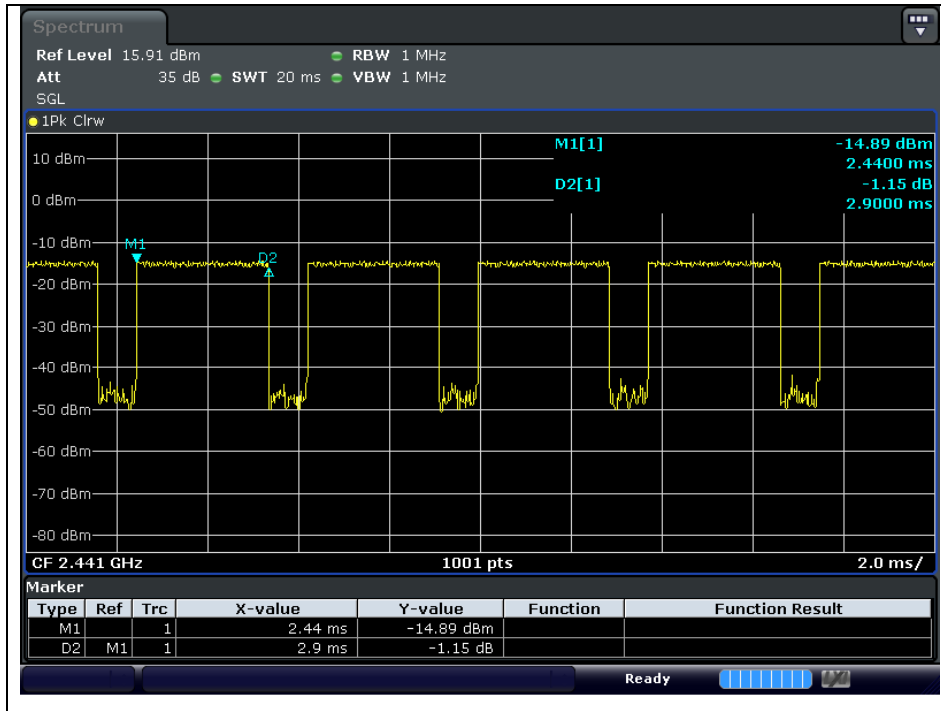 Spectrum
Ref Level 15.91 dBm RBW 1 MHz
Att 35 dB SWT 20 ms VBW 1 MHz
SGL
1Pk Clrw
M1[1] -14.89 dBm
2.4400 ms
D2[1] -1.15 dB
2.9000 ms
10 dBm
0 dBm
-10 dBm
M1
D2
-20 dBm
-30 dBm
-40 dBm
-50 dBm
-60 dBm
-70 dBm
-80 dBm
CF 2.441 GHz 1001 pts 2.0 ms/
Marker
Type Ref Trc X-value Y-value Function Function Result
M1 1 2.44 ms -14.89 dBm
D2 M1 1 2.9 ms -1.15 dB
Ready